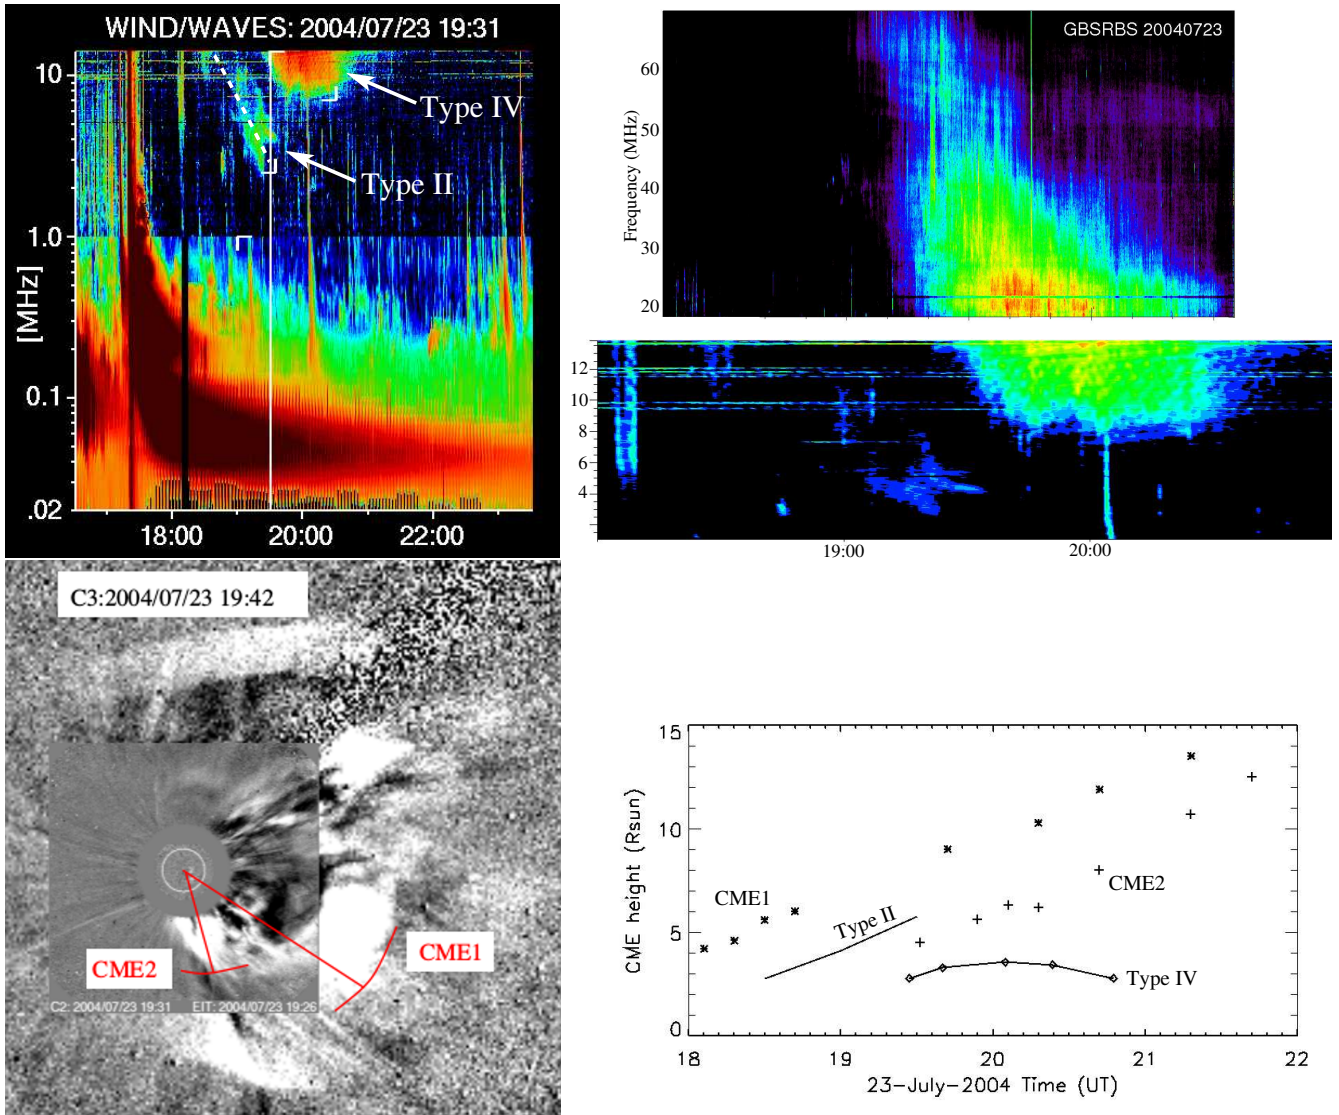 WIND/WAVES: 2004/07/23 19:31
10
1.0
0.1
.02
[MHz]
Type IV
Type II
18:00 20:00 22:00
GBSRBS 20040723
Frequency (MHz)
60
50
40
30
20
12
10
8
6
4
19:00 20:00
C3:2004/07/23 19:42
CME2
CME1
C2: 2004/07/23 19:31 EIT: 2004/07/23 19:26
15
10
5
0
CME height (Rsun)
CME1
Type II
CME2
Type IV
18 19 20 21 22
23-July-2004 Time (UT)